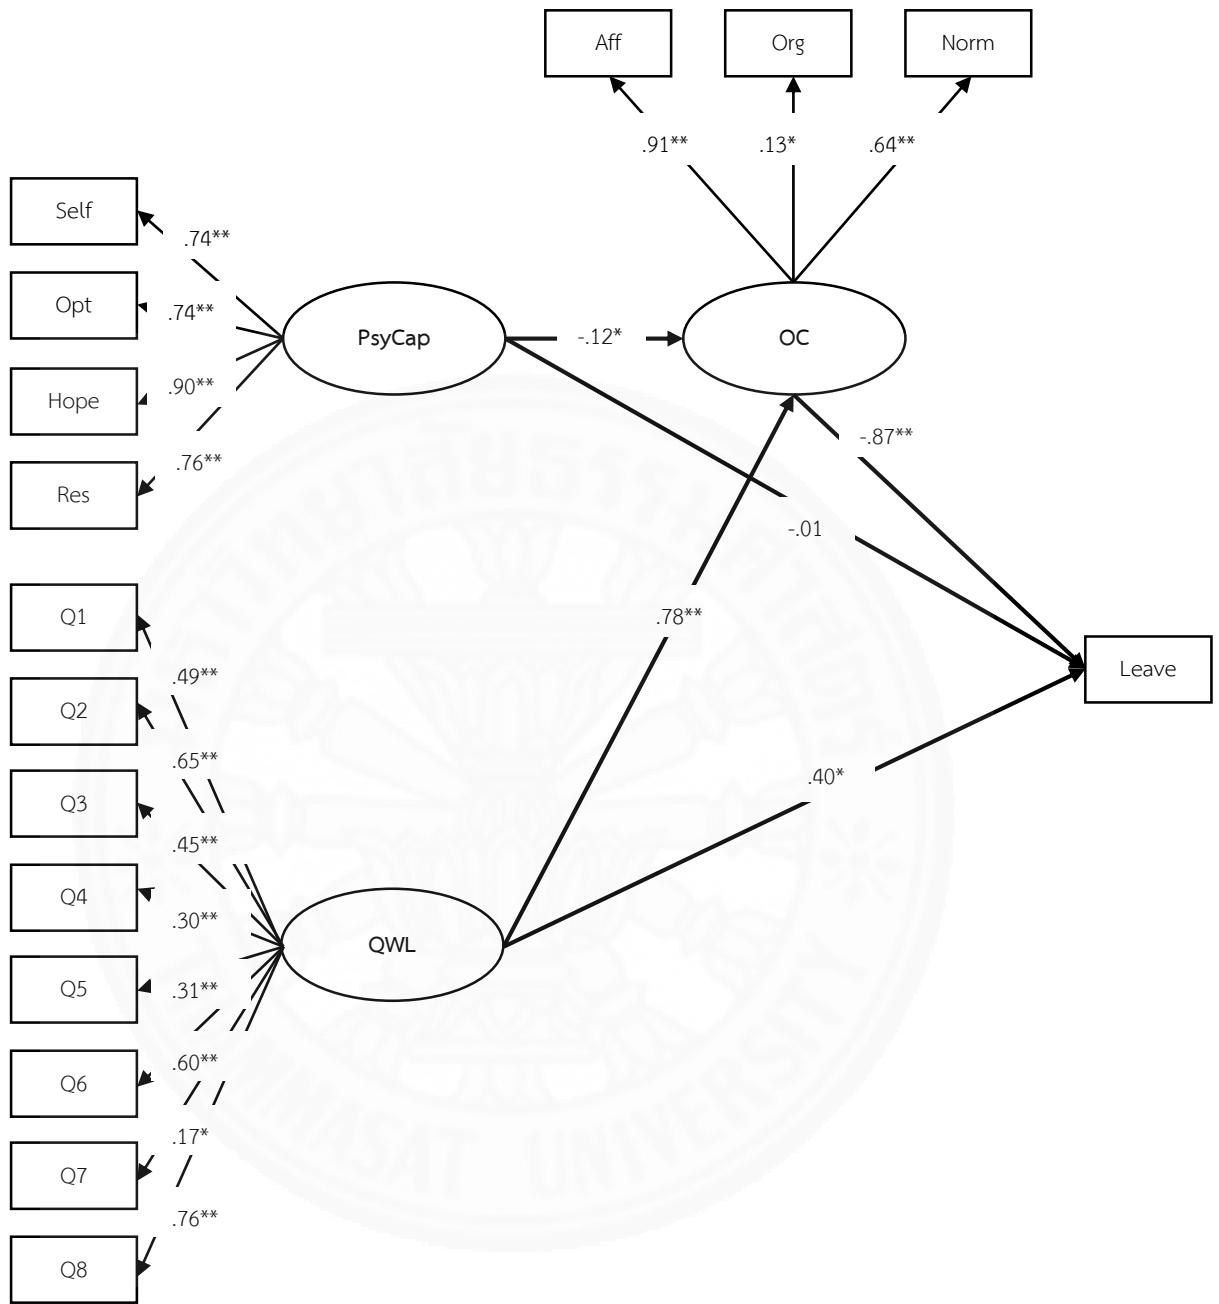 Aff
Org
Norm
.91**
.13*
.64**
Self
.74**
Opt
.74**
PsyCap
-.12*
OC
Hope
.90**
-.87**
Res
.76**
-.01
Q1
.78**
.49**
Leave
Q2
.65**
.40*
Q3
.45**
Q4
.30**
QWL
Q5
.31**
Q6
.60**
.17*
Q7
.76**
Q8
THAMMASAT UNIVERSITY